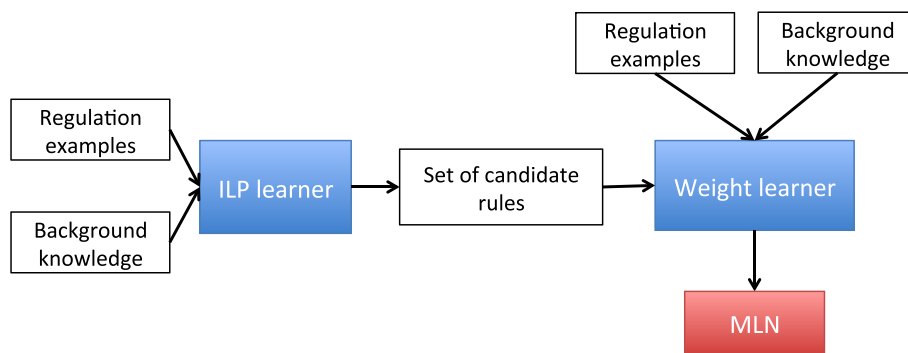 Regulation
examples
Background
knowledge
Regulation
examples
Background
knowledge
ILP learner
Set of candidate
rules
Weight learner
MLN